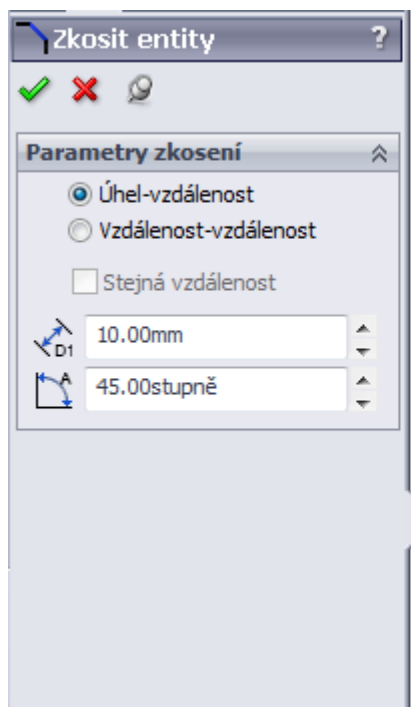 Zkosit entity ?
Parametry zkosení
Úhel-vzdálenost
Vzdálenost-vzdálenost
Stejná vzdálenost
D1 10.00mm
A 45.00stupně